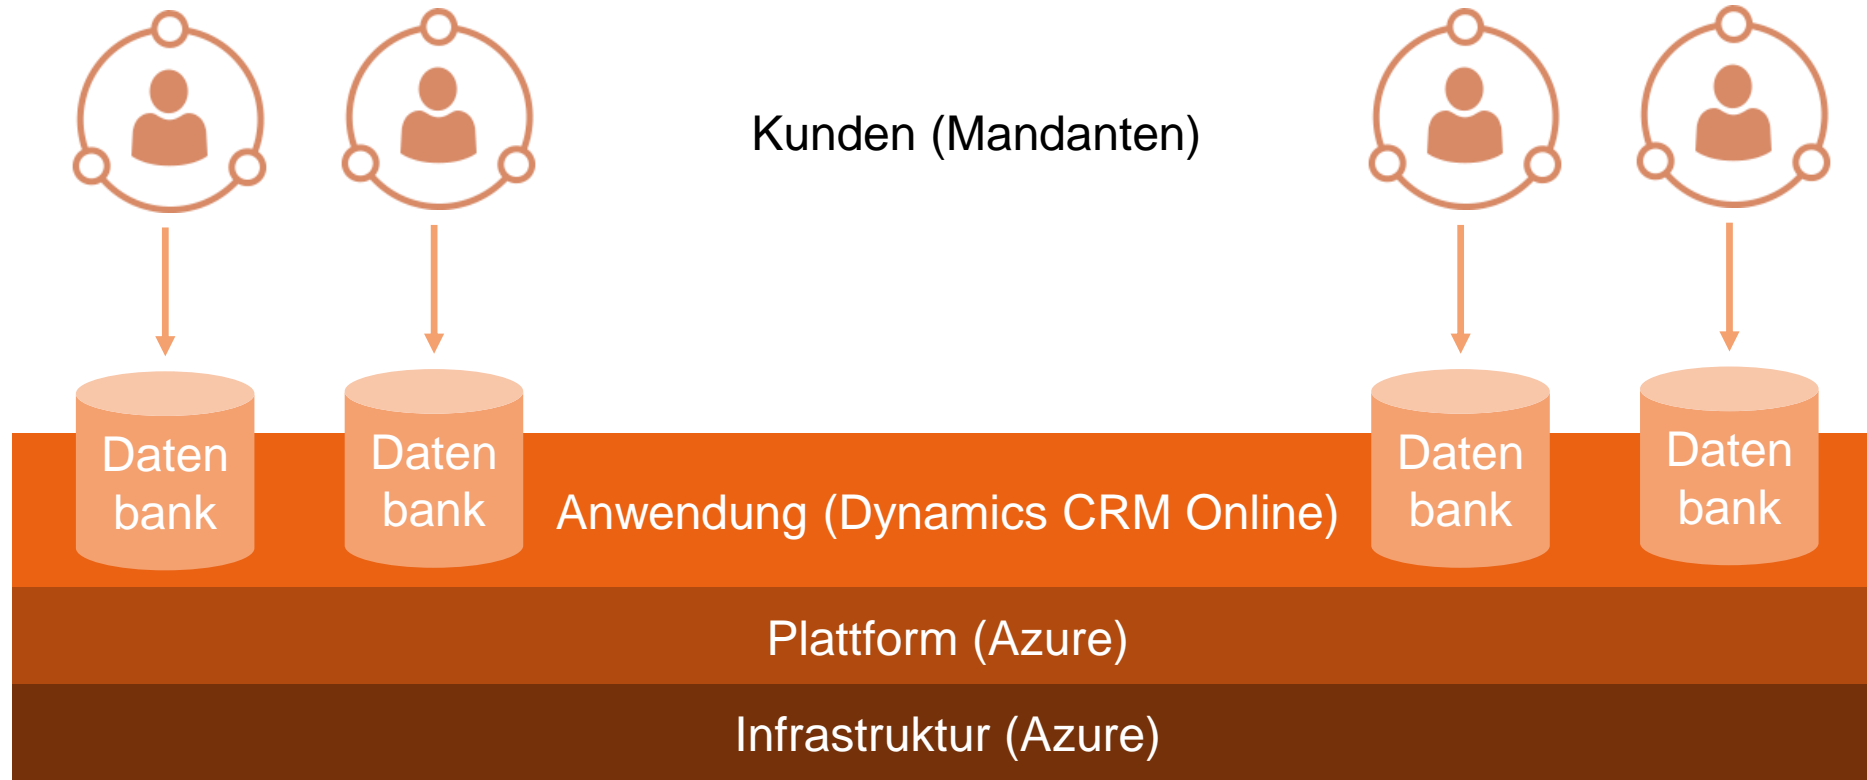 Kunden (Mandanten)
Daten
bank
Daten
bank
Anwendung (Dynamics CRM Online)
Daten
bank
Daten
bank
Plattform (Azure)
Infrastruktur (Azure)